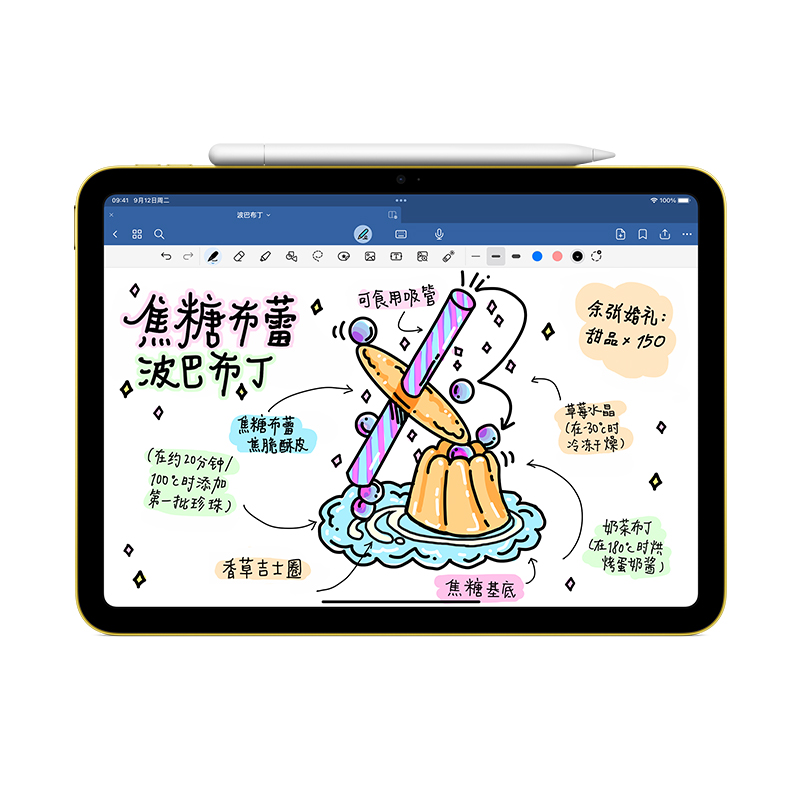 09:41 9月12日周二
100%
波巴布丁
焦糖布蕾
波巴布丁
可食用吸管
余张婚礼:
甜品×150
焦糖布蕾
焦脆酥皮
草莓水晶
(在-30℃时
冷冻干燥)
(在约20分钟/
100℃时添加
第一批珍珠)
奶菜布丁
(在180℃时烘
烤蛋奶酱)
香草吉士圈
焦糖基底